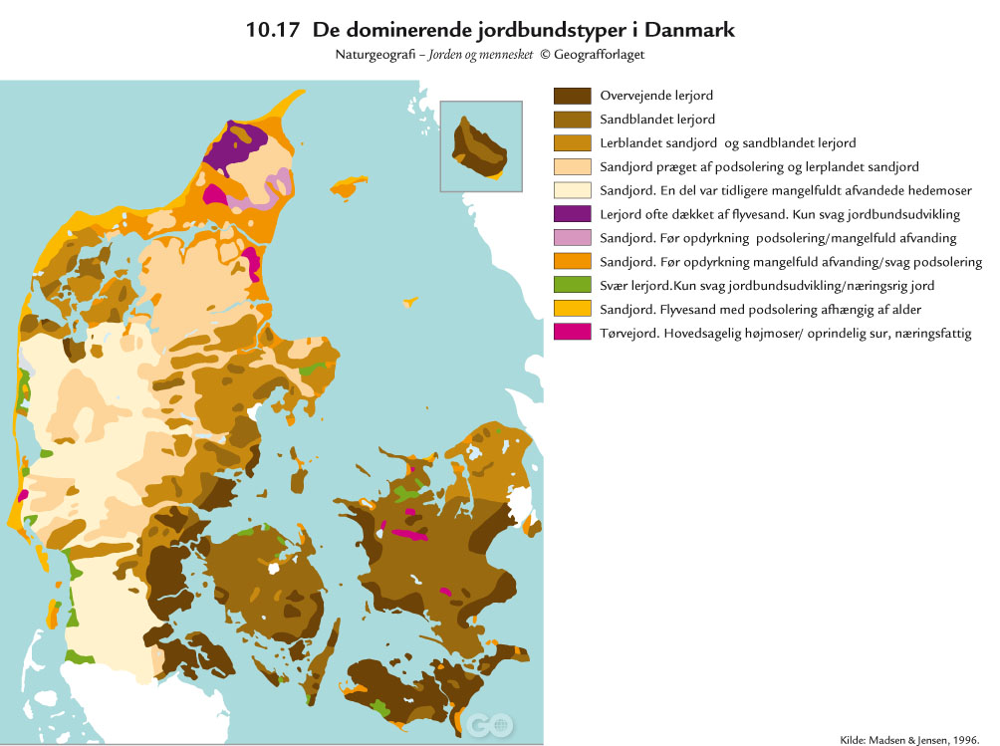 10.17 De dominerende jordbundstyper i Danmark
Naturgeografi – Jorden og mennesket © Geografforlaget
Overvejende lerjord
Sandblandet lerjord
Lerblandet sandjord og sandblandet lerjord
Sandjord præget af podsolering og lerplandet sandjord
Sandjord. En del var tidligere mangelfuldt afvandede hedemoser
Lerjord ofte dækket af flyvesand. Kun svag jordbundsudvikling
Sandjord. Før opdyrkning podsolering/mangelfuld afvanding
Sandjord. Før opdyrkning mangelfuld afvanding/svag podsolering
Svær lerjord.Kun svag jordbundsudvikling/næringsrig jord
Sandjord. Flyvesand med podsolering afhængig af alder
Tørvejord. Hovedsagelig højmoser/ oprindelig sur, næringsfattig
GO
Kilde: Madsen & Jensen, 1996.